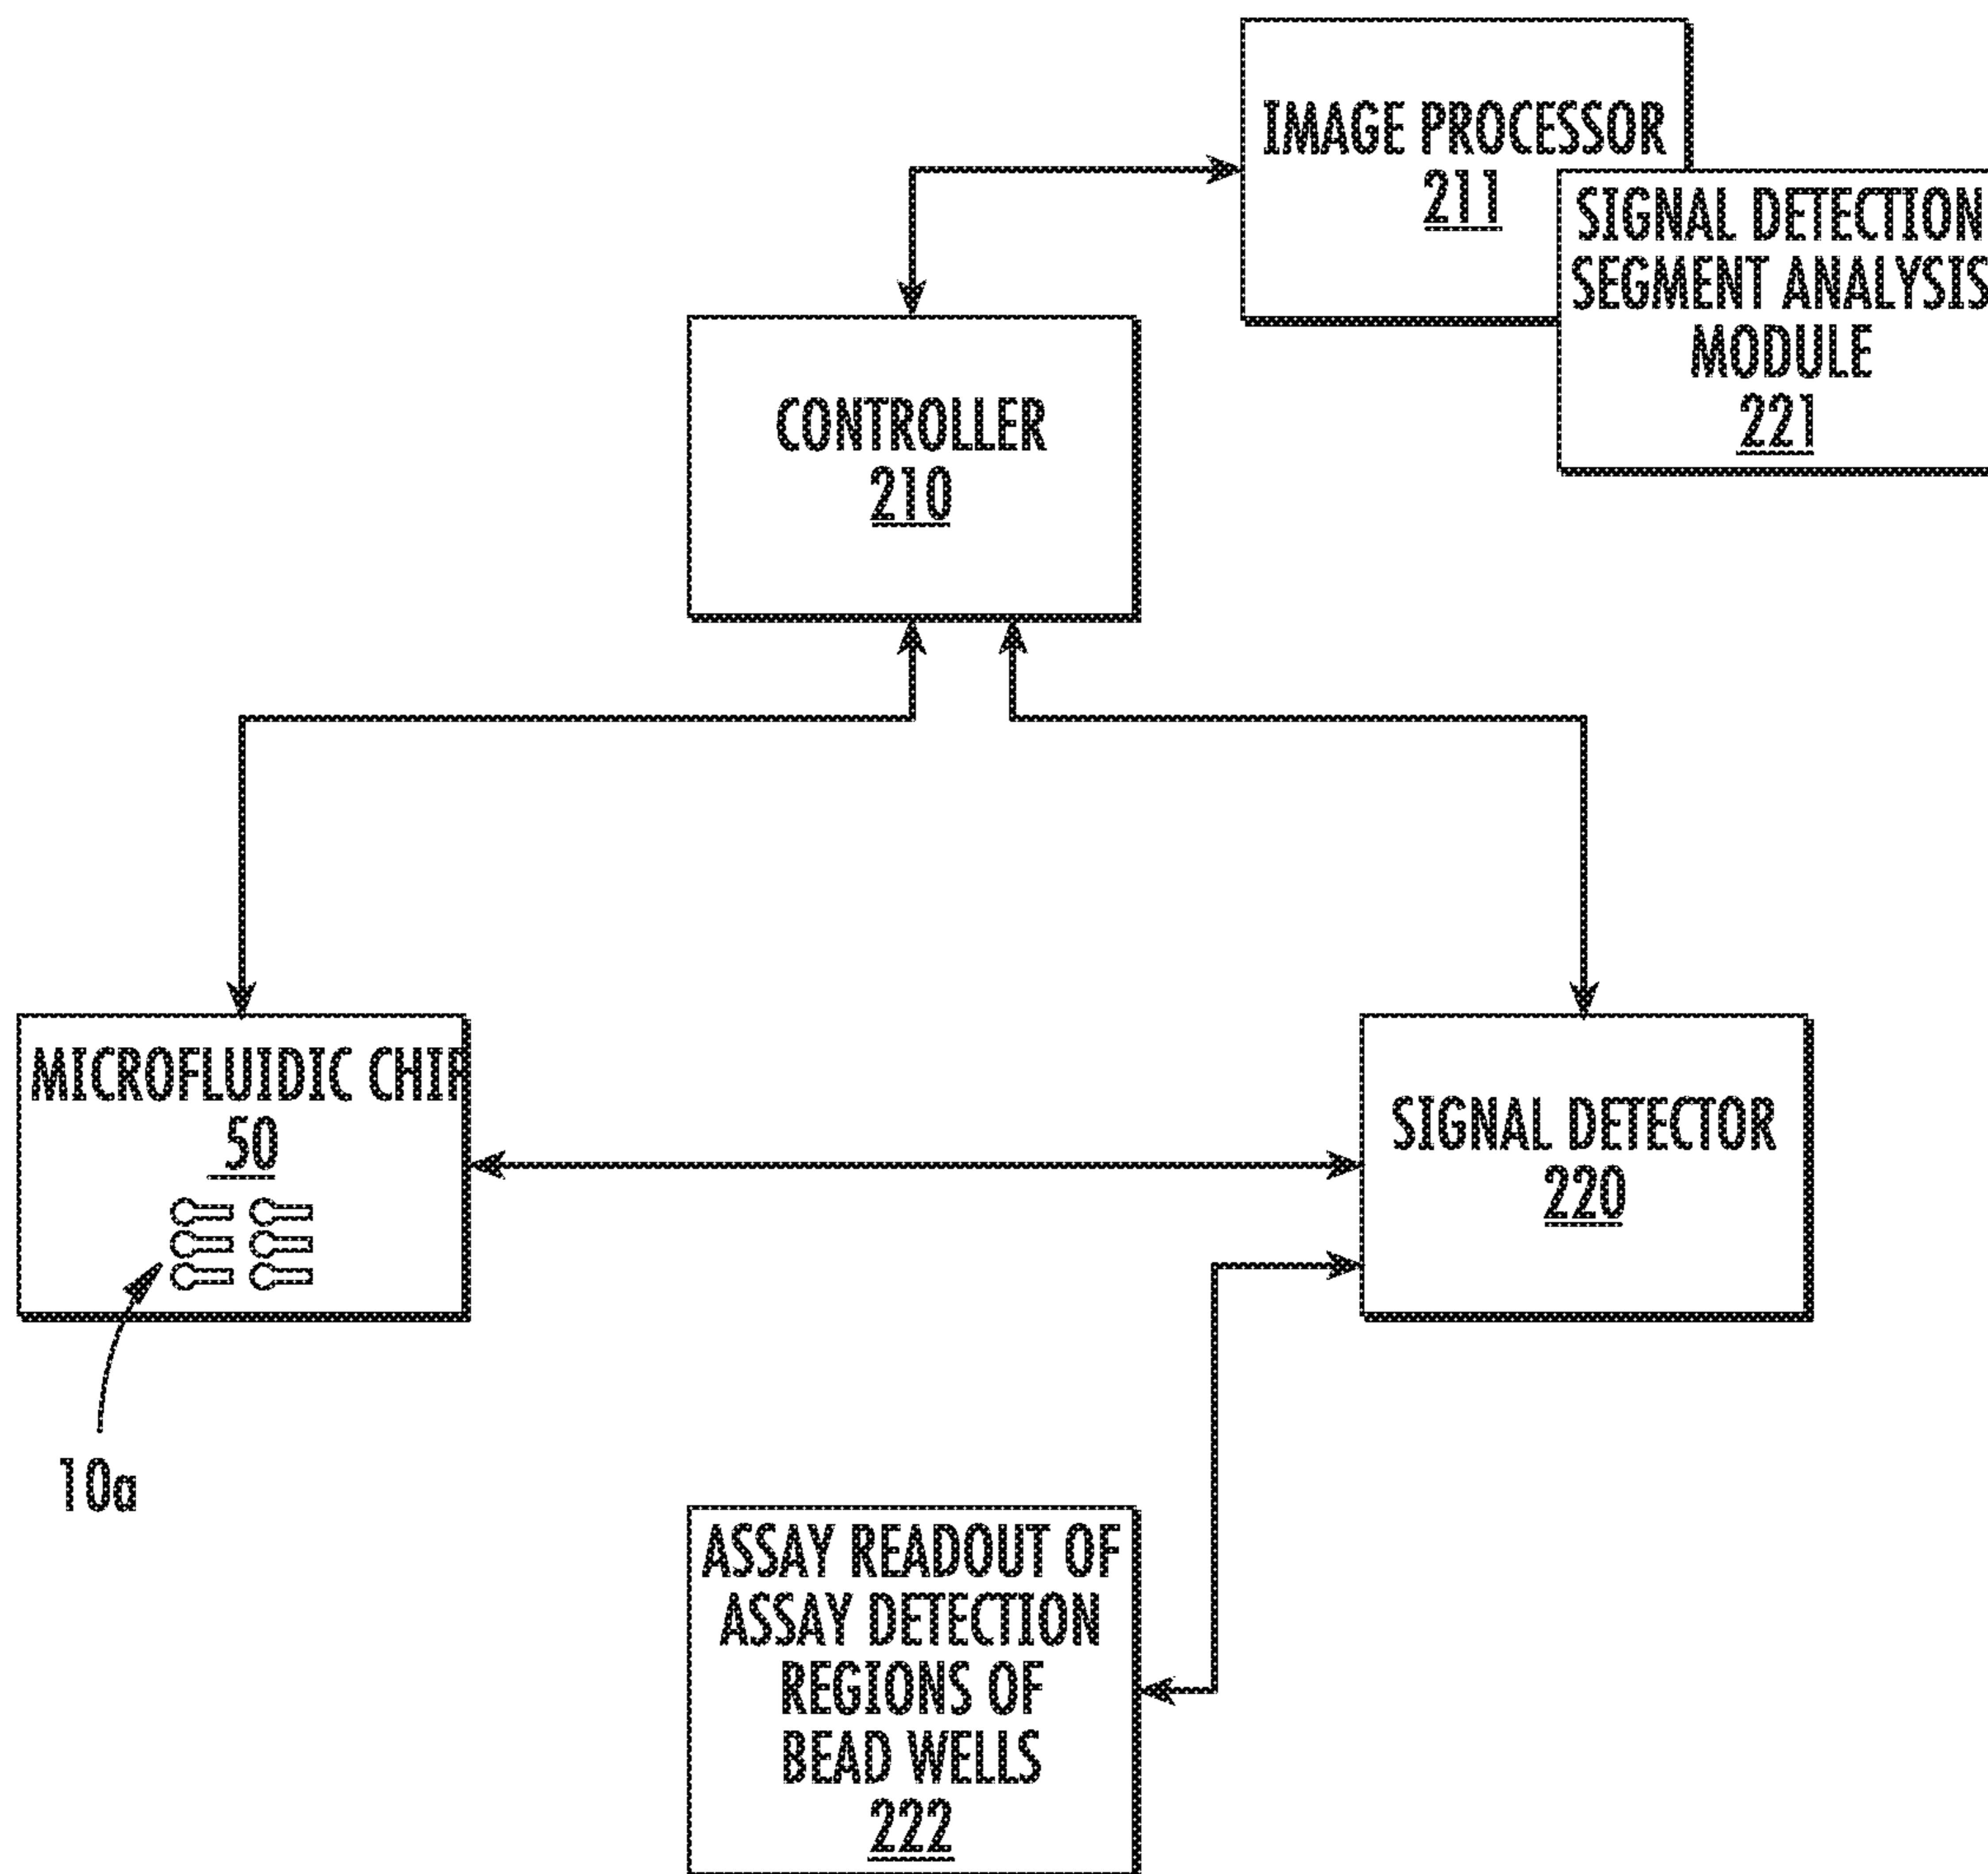 IMAGE PROCESSOR
211
SIGNAL DETECTION
SEGMENT ANALYSIS
MODULE
221
CONTROLLER
210
MICROFLUIDIC CHIP
50
10a
SIGNAL DETECTOR
220
ASSAY READOUT OF
ASSAY DETECTION
REGIONS OF
BEAD WELLS
222